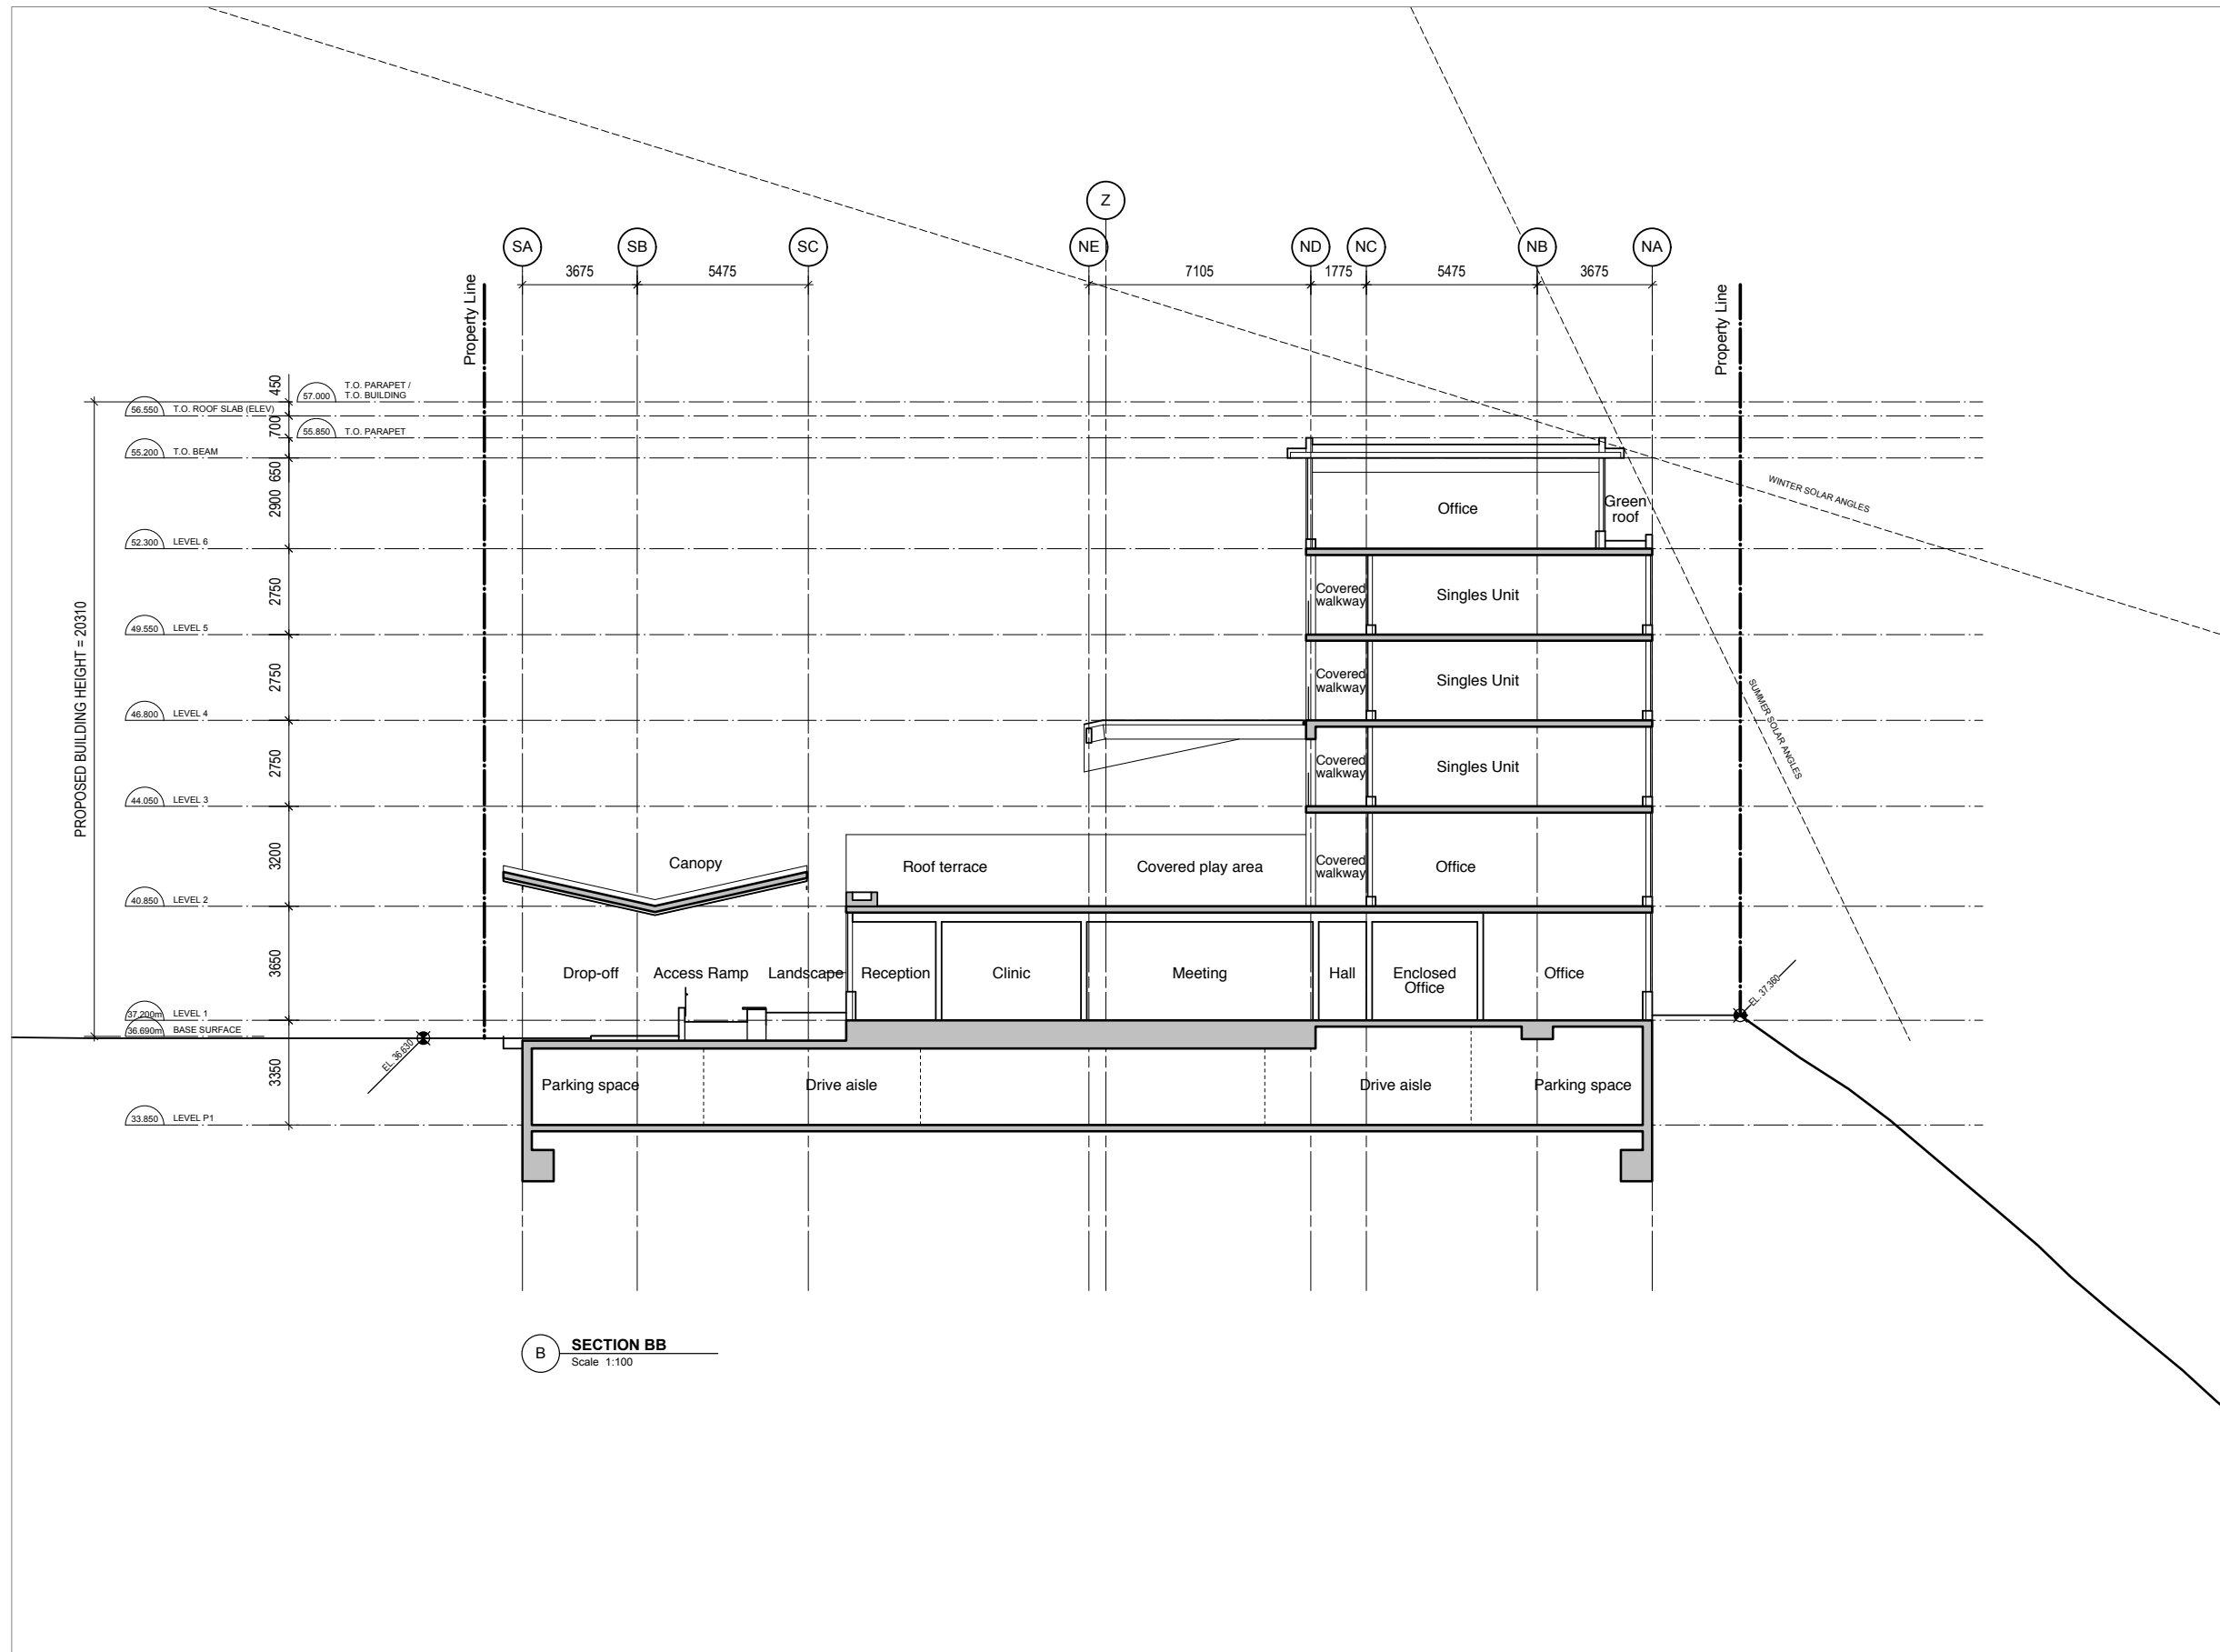 Z
SA
SB
SC
NE
ND
NC
NB
NA
3675
5475
7105
1775
5475
3675
Property Line
Property Line
450
700
650
2900
2750
2750
2750
3200
3650
3350
PROPOSED BUILDING HEIGHT = 20310
57.000
T.O. PARAPET /
T.O. BUILDING
56.550 T.O. ROOF SLAB (ELEV)
55.850 T.O. PARAPET
55.200 T.O. BEAM
52.300 LEVEL 6
49.550 LEVEL 5
46.800 LEVEL 4
44.050 LEVEL 3
40.850 LEVEL 2
37.200m LEVEL 1
36.690m BASE SURFACE
33.850 LEVEL P1
WINTER SOLAR ANGLES
SUMMER SOLAR ANGLES
Office
Green
roof
Covered
walkway
Singles Unit
Covered
walkway
Singles Unit
Covered
walkway
Singles Unit
Canopy
Roof terrace
Covered play area
Covered
walkway
Office
Drop-off
Access Ramp
Landscape
Reception
Clinic
Meeting
Hall
Enclosed
Office
Office
EL. 36.630
EL. 37.360
Parking space
Drive aisle
Drive aisle
Parking space
B
SECTION BB
Scale 1:100